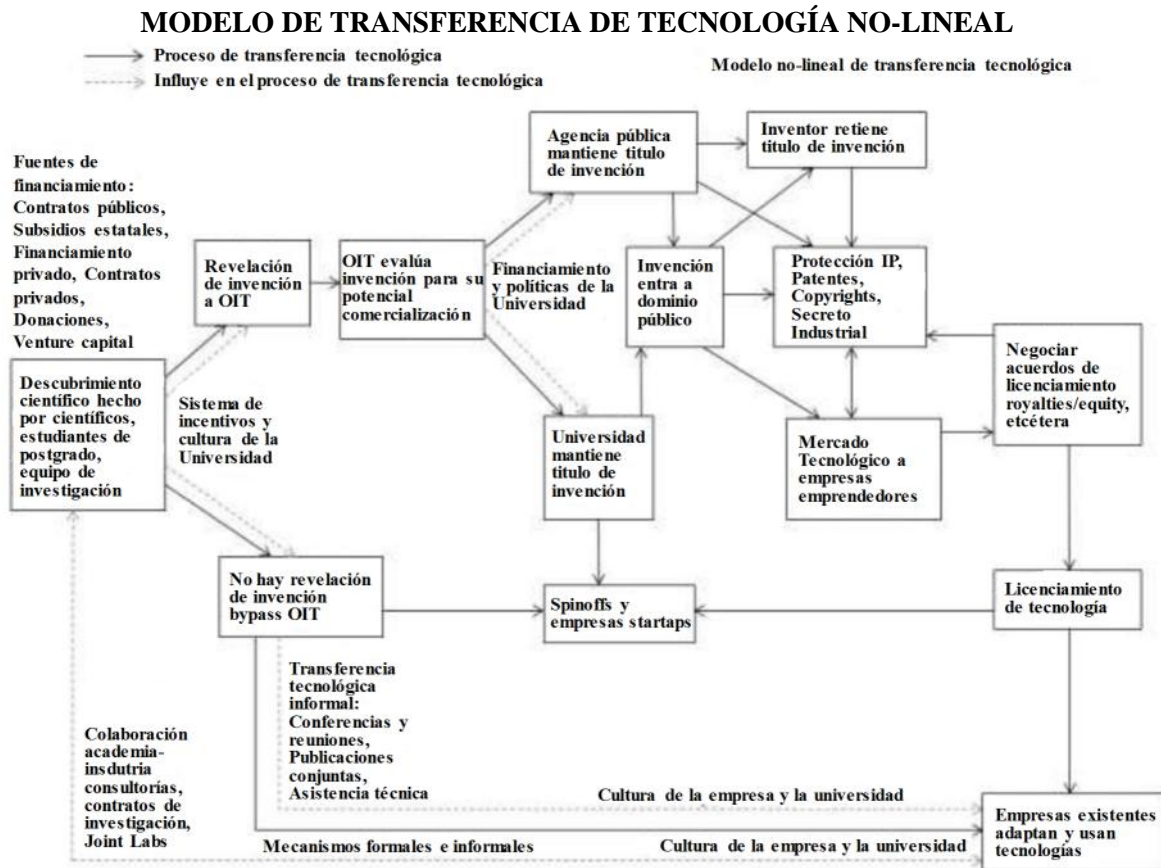 MODELO DE TRANSFERENCIA DE TECNOLOGÍA NO-LINEAL
Proceso de transferencia tecnológica
Influye en el proceso de transferencia tecnológica
Modelo no-lineal de transferencia tecnológica
Fuentes de
financiamiento:
Contratos públicos,
Subsidios estatales,
Financiamiento
privado, Contratos
privados,
Donaciones,
Venture capital
Descubrimiento
científico hecho
por científicos,
estudiantes de
postgrado,
equipo de
investigación
Revelación
de invención
a OIT
Sistema de
incentivos y
cultura de la
Universidad
OIT evalúa
invención para su
potencial
comercialización
Financiamiento
y políticas de la
Universidad
Agencia pública
mantiene titulo
de invención
Inventor retiene
titulo de invención
Invención
entra a
dominio
público
Protección IP,
Patentes,
Copyrights,
Secreto
Industrial
Universidad
mantiene
titulo de
invención
Mercado
Tecnológico a
empresas
emprendedores
Negociar
acuerdos de
licenciamiento
royalties/equity,
etcétera
No hay revelación
de invención
bypass OIT
Spinoffs y
empresas startaps
Licenciamiento
de tecnología
Transferencia
tecnológica
informal:
Conferencias y
reuniones,
Publicaciones
conjuntas,
Asistencia técnica
Colaboración
academia-
insdutria
consultorías,
contratos de
investigación,
Joint Labs
Cultura de la empresa y la universidad
Mecanismos formales e informales
Cultura de la empresa y la universidad
Empresas existentes
adaptan y usan
tecnologías